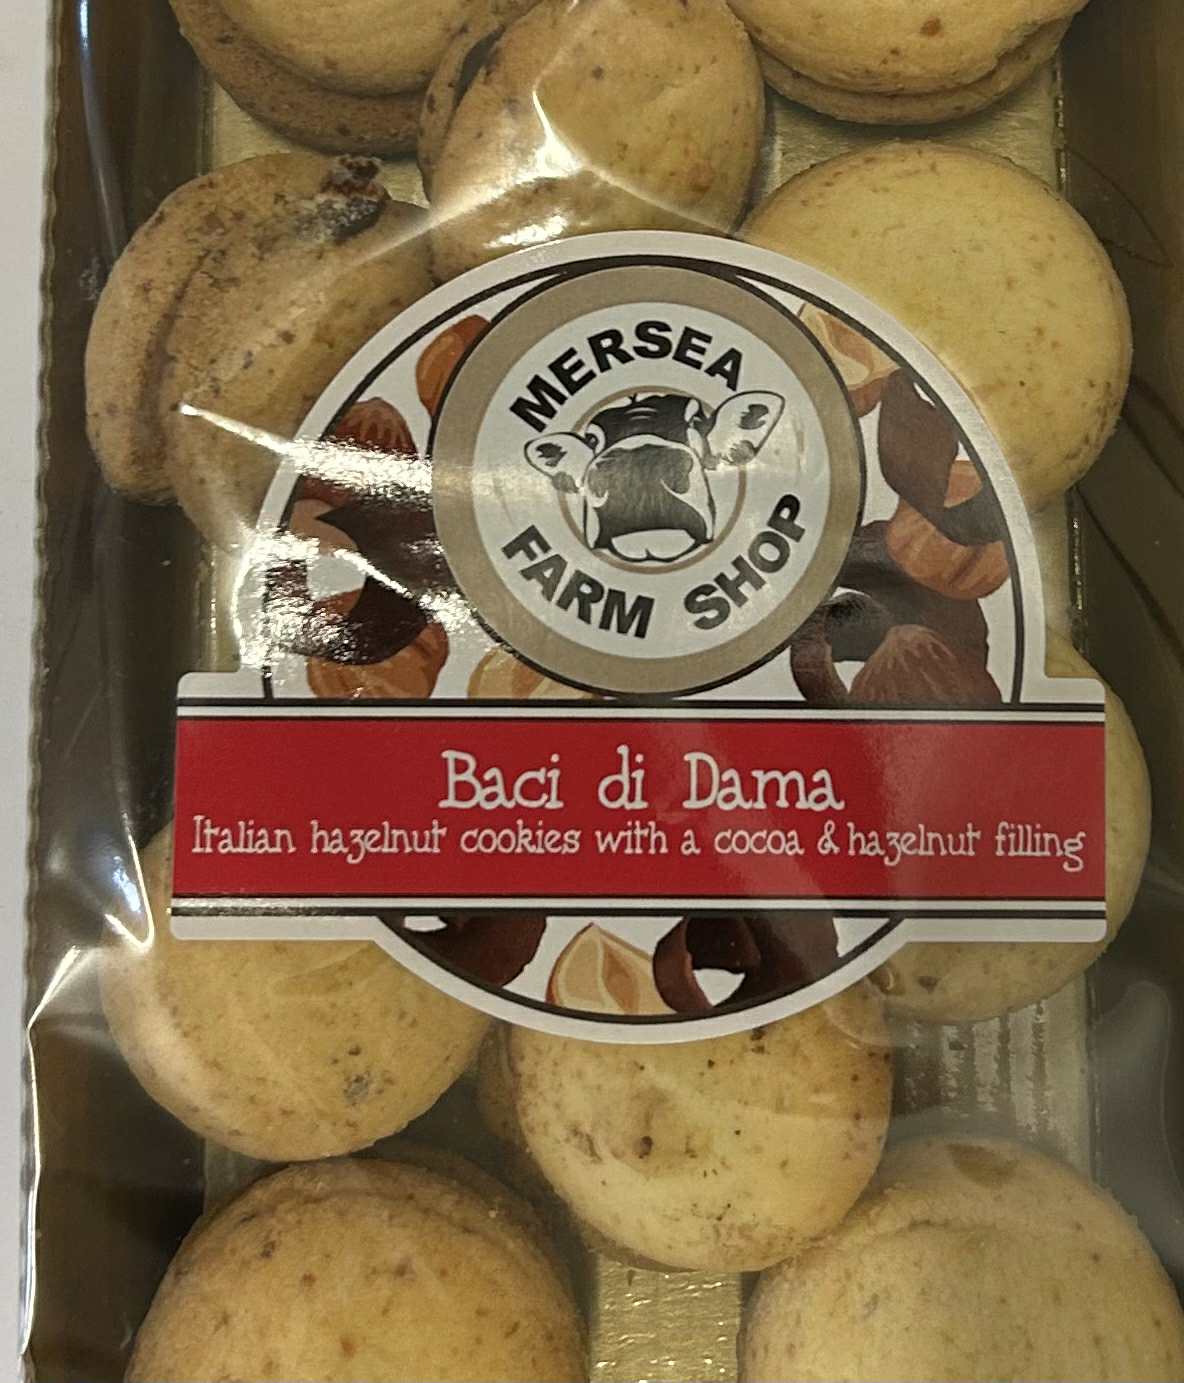 MERSEA
FARM SHOP
Baci di Dama
Italian hazelnut cookies with a cocoa & hazelnut filling